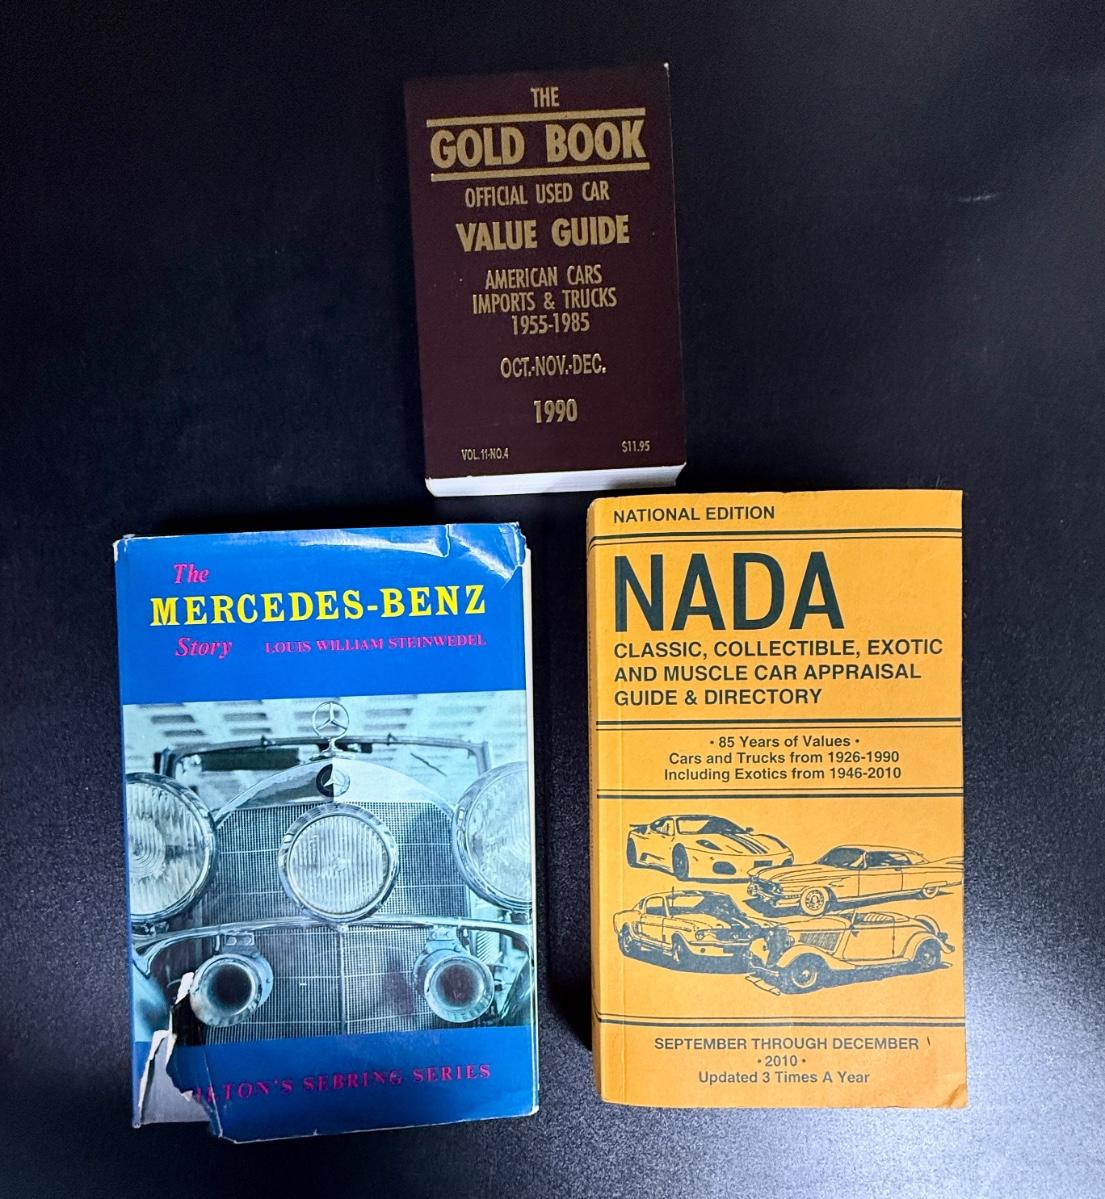 THE
GOLD BOOK
OFFICIAL USED CAR
VALUE GUIDE
AMERICAN CARS
IMPORTS & TRUCKS
1955-1985
OCT.-NOV.-DEC.
1990
VOL.11-NO.4 $11.95
The
MERCEDES-BENZ
Story LOUIS WILLIAM STEINWEDEL
SEBRING SERIES
NATIONAL EDITION
NADA
CLASSIC, COLLECTIBLE, EXOTIC
AND MUSCLE CAR APPRAISAL
GUIDE & DIRECTORY
• 85 Years of Values •
Cars and Trucks from 1926-1990
Including Exotics from 1946-2010
SEPTEMBER THROUGH DECEMBER
• 2010 •
Updated 3 Times A Year